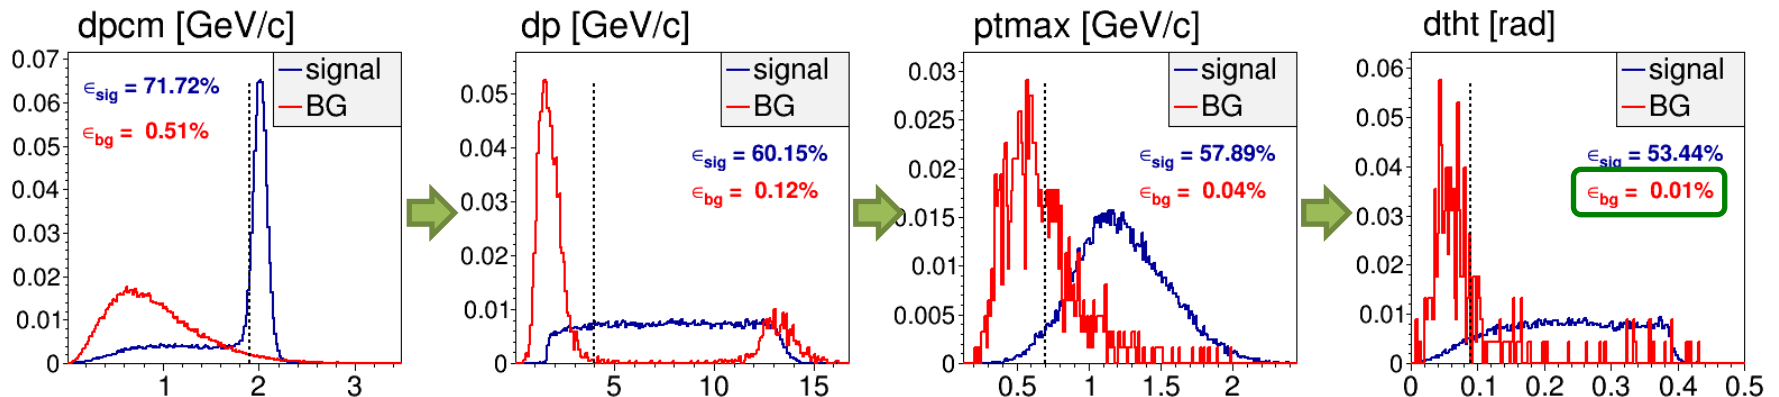 dpcm [GeV/c]
signal
BG
ϵsig = 71.72%
ϵbg = 0.51%
0.07
0.06
0.05
0.04
0.03
0.02
0.01
0
1
2
3
dp [GeV/c]
signal
BG
ϵsig = 60.15%
ϵbg = 0.12%
0.05
0.04
0.03
0.02
0.01
0
5
10
15
ptmax [GeV/c]
signal
BG
ϵsig = 57.89%
ϵbg = 0.04%
0.03
0.025
0.02
0.015
0.01
0.005
0
0.5
1
1.5
2
dtht [rad]
signal
BG
ϵsig = 53.44%
ϵbg = 0.01%
0.06
0.05
0.04
0.03
0.02
0.01
0
0
0.1
0.2
0.3
0.4
0.5